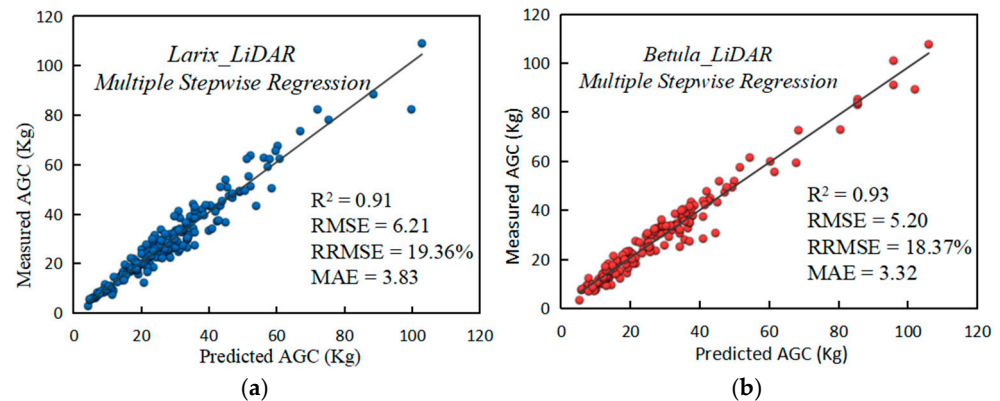 Larix_LiDAR
Multiple Stepwise Regression
R² = 0.91
RMSE = 6.21
RRMSE = 19.36%
MAE = 3.83
Measured AGC (Kg)
120
100
80
60
40
20
0
0 20 40 60 80 100 120
Predicted AGC (Kg)
(a)
Betula_LiDAR
Multiple Stepwise Regression
R² = 0.93
RMSE = 5.20
RRMSE = 18.37%
MAE = 3.32
Measured AGC (Kg)
120
100
80
60
40
20
0
0 20 40 60 80 100 120
Predicted AGC (Kg)
(b)